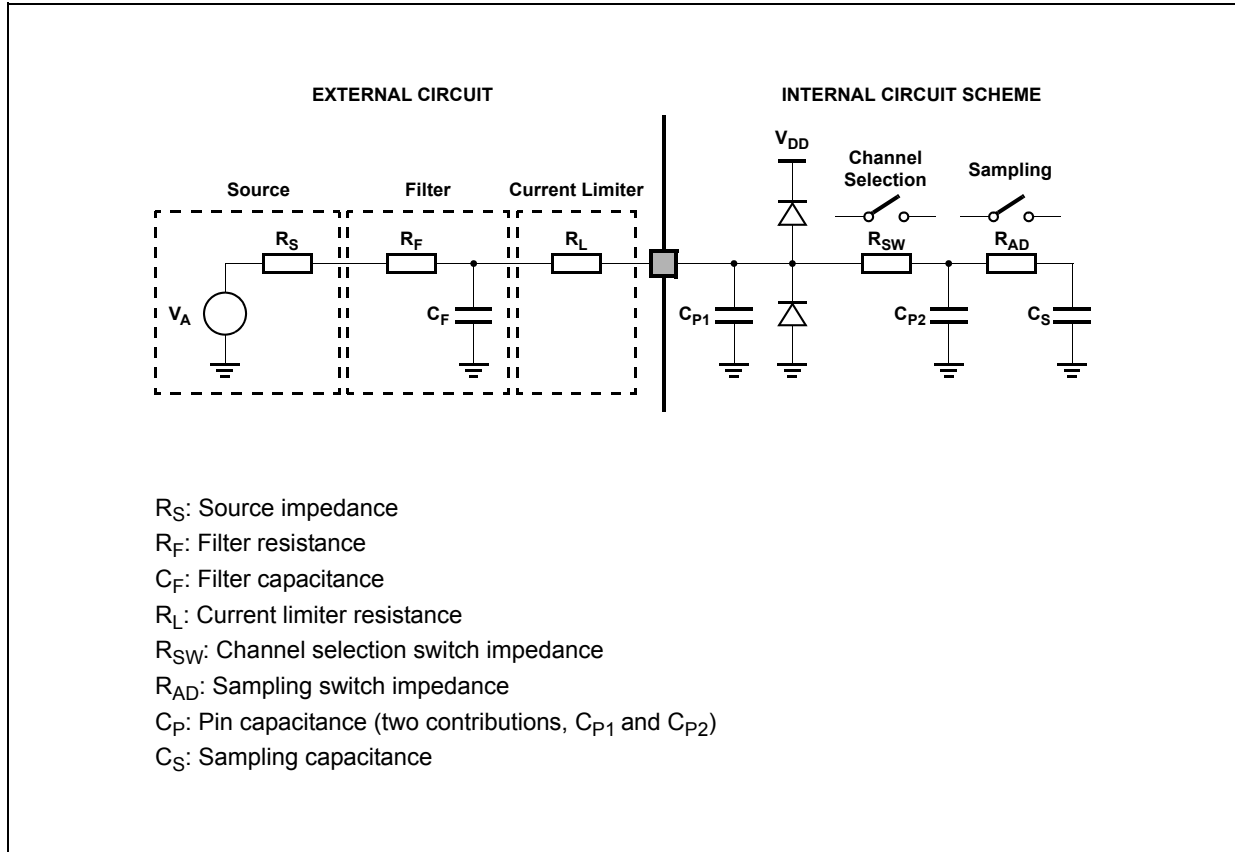 EXTERNAL CIRCUIT
INTERNAL CIRCUIT SCHEME
VDD
Channel
Selection
Sampling
Source
Filter
Current Limiter
RS
RF
RL
RSW
RAD
VA
CF
CP1
CP2
CS
RS: Source impedance
RF: Filter resistance
CF: Filter capacitance
RL: Current limiter resistance
RSW: Channel selection switch impedance
RAD: Sampling switch impedance
CP: Pin capacitance (two contributions, CP1 and CP2)
CS: Sampling capacitance